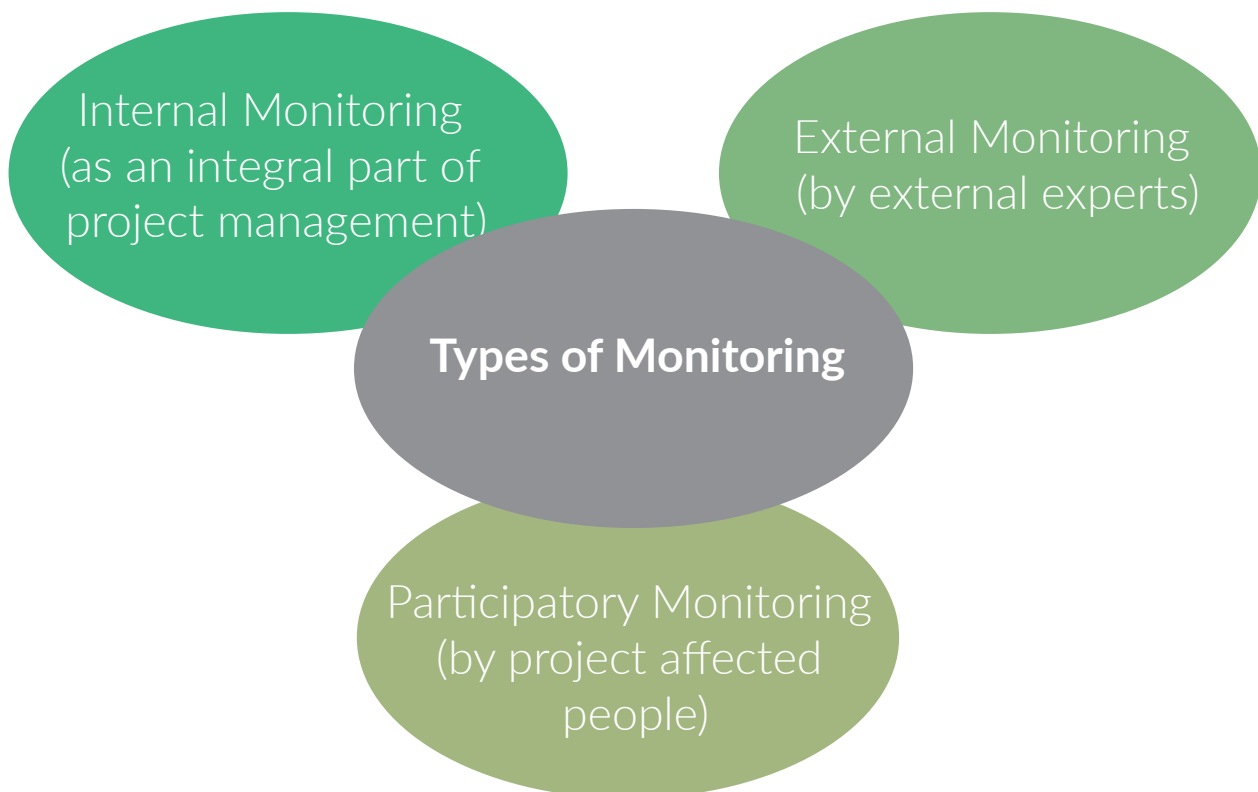 Internal Monitoring
(as an integral part of
project management)
External Monitoring
(by external experts)
Types of Monitoring
Participatory Monitoring
(by project affected
people)